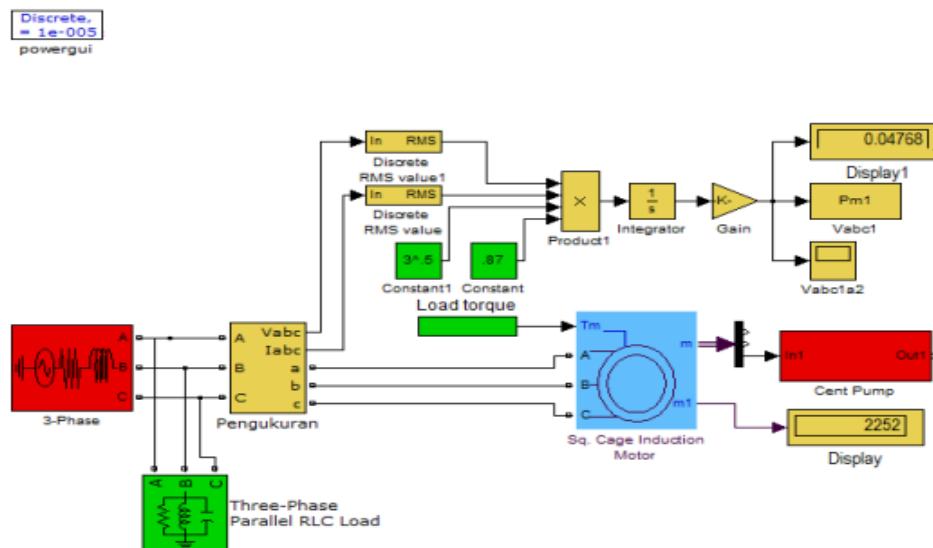 Discrete,
= 1e-005
powergui
In RMS
Discrete
RMS value1
In RMS
Discrete
RMS value
3^.5
Constant1
.87
Constant
X
Product1
1
s
Integrator
-K-
Gain
0.04768
Display1
Pm1
Vabc1
Vabc1a2
Load torque
A
B
C
3-Phase
A
B
C
Vabc
Iabc
a
b
c
Pengukuran
Tm
A
B
C
m
m1
Sq. Cage Induction
Motor
In1 Out1
Cent Pump
2252
Display
A B C
Three-Phase
Parallel RLC Load